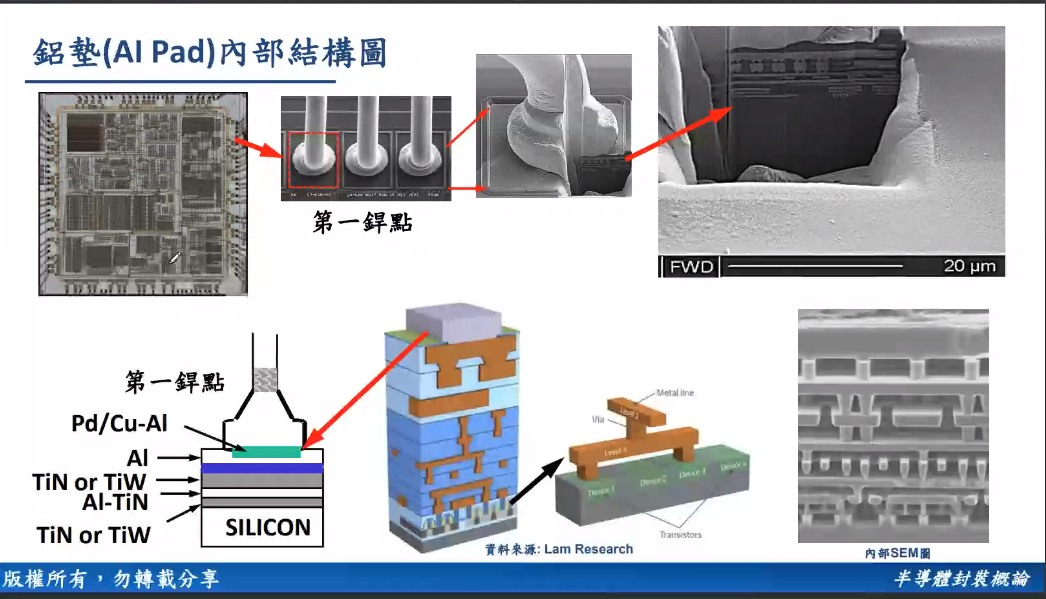 鋁墊(Al Pad)內部結構圖
第一銲點
FWD
20 µm
第一銲點
Pd/Cu-Al
Al
TiN or TiW
Al-TiN
TiN or TiW
SILICON
Metal line
Via
Level 2
Level 1
Device 1
Device 2
Device 3
Device 4
Transistors
資料來源: Lam Research
內部SEM圖
版權所有，勿轉載分享
半導體封裝概論